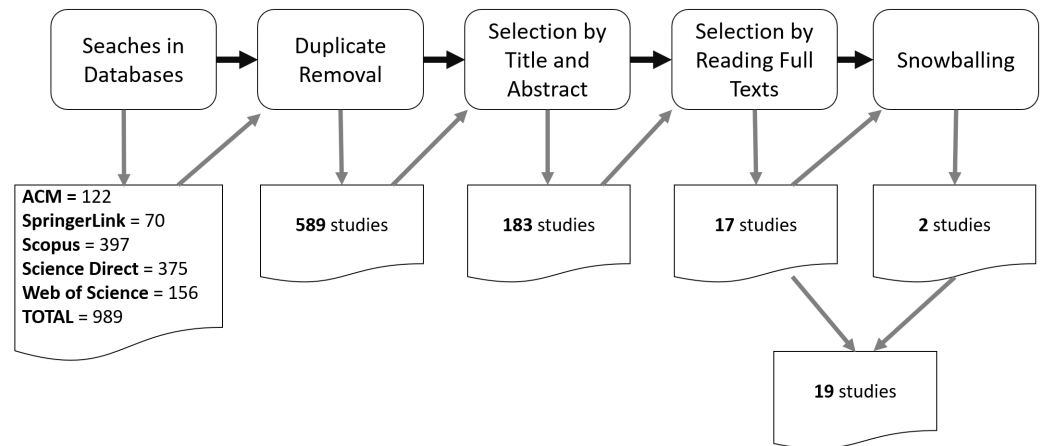 Seaches in
Databases
Duplicate
Removal
Selection by
Title and
Abstract
Selection by
Reading Full
Texts
Snowballing
ACM = 122
SpringerLink = 70
Scopus = 397
Science Direct = 375
Web of Science = 156
TOTAL = 989
589 studies
183 studies
17 studies
2 studies
19 studies